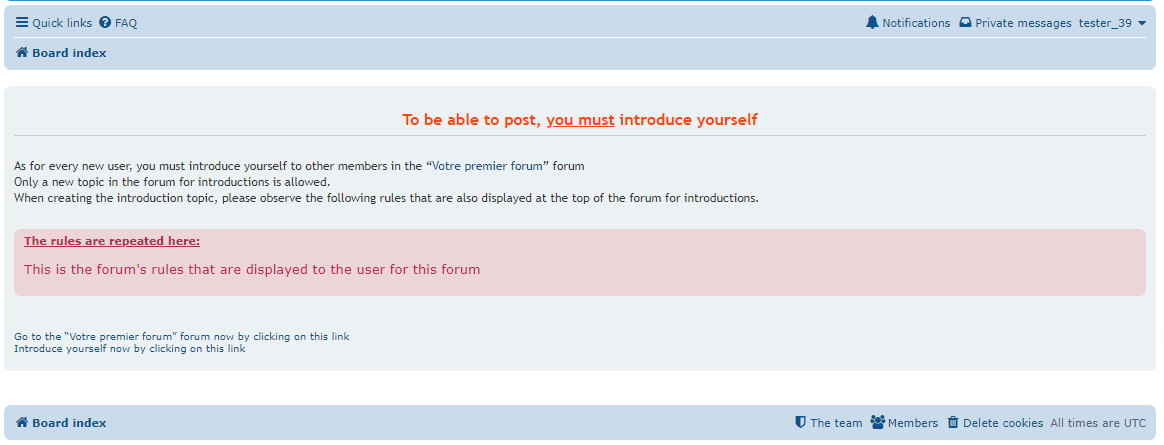 Quick links FAQ Notifications Private messages tester_39
Board index
To be able to post, you must introduce yourself
As for every new user, you must introduce yourself to other members in the “Votre premier forum” forum
Only a new topic in the forum for introductions is allowed.
When creating the introduction topic, please observe the following rules that are also displayed at the top of the forum for introductions.
The rules are repeated here:
This is the forum's rules that are displayed to the user for this forum
Go to the “Votre premier forum” forum now by clicking on this link
Introduce yourself now by clicking on this link
Board index The team Members Delete cookies All times are UTC